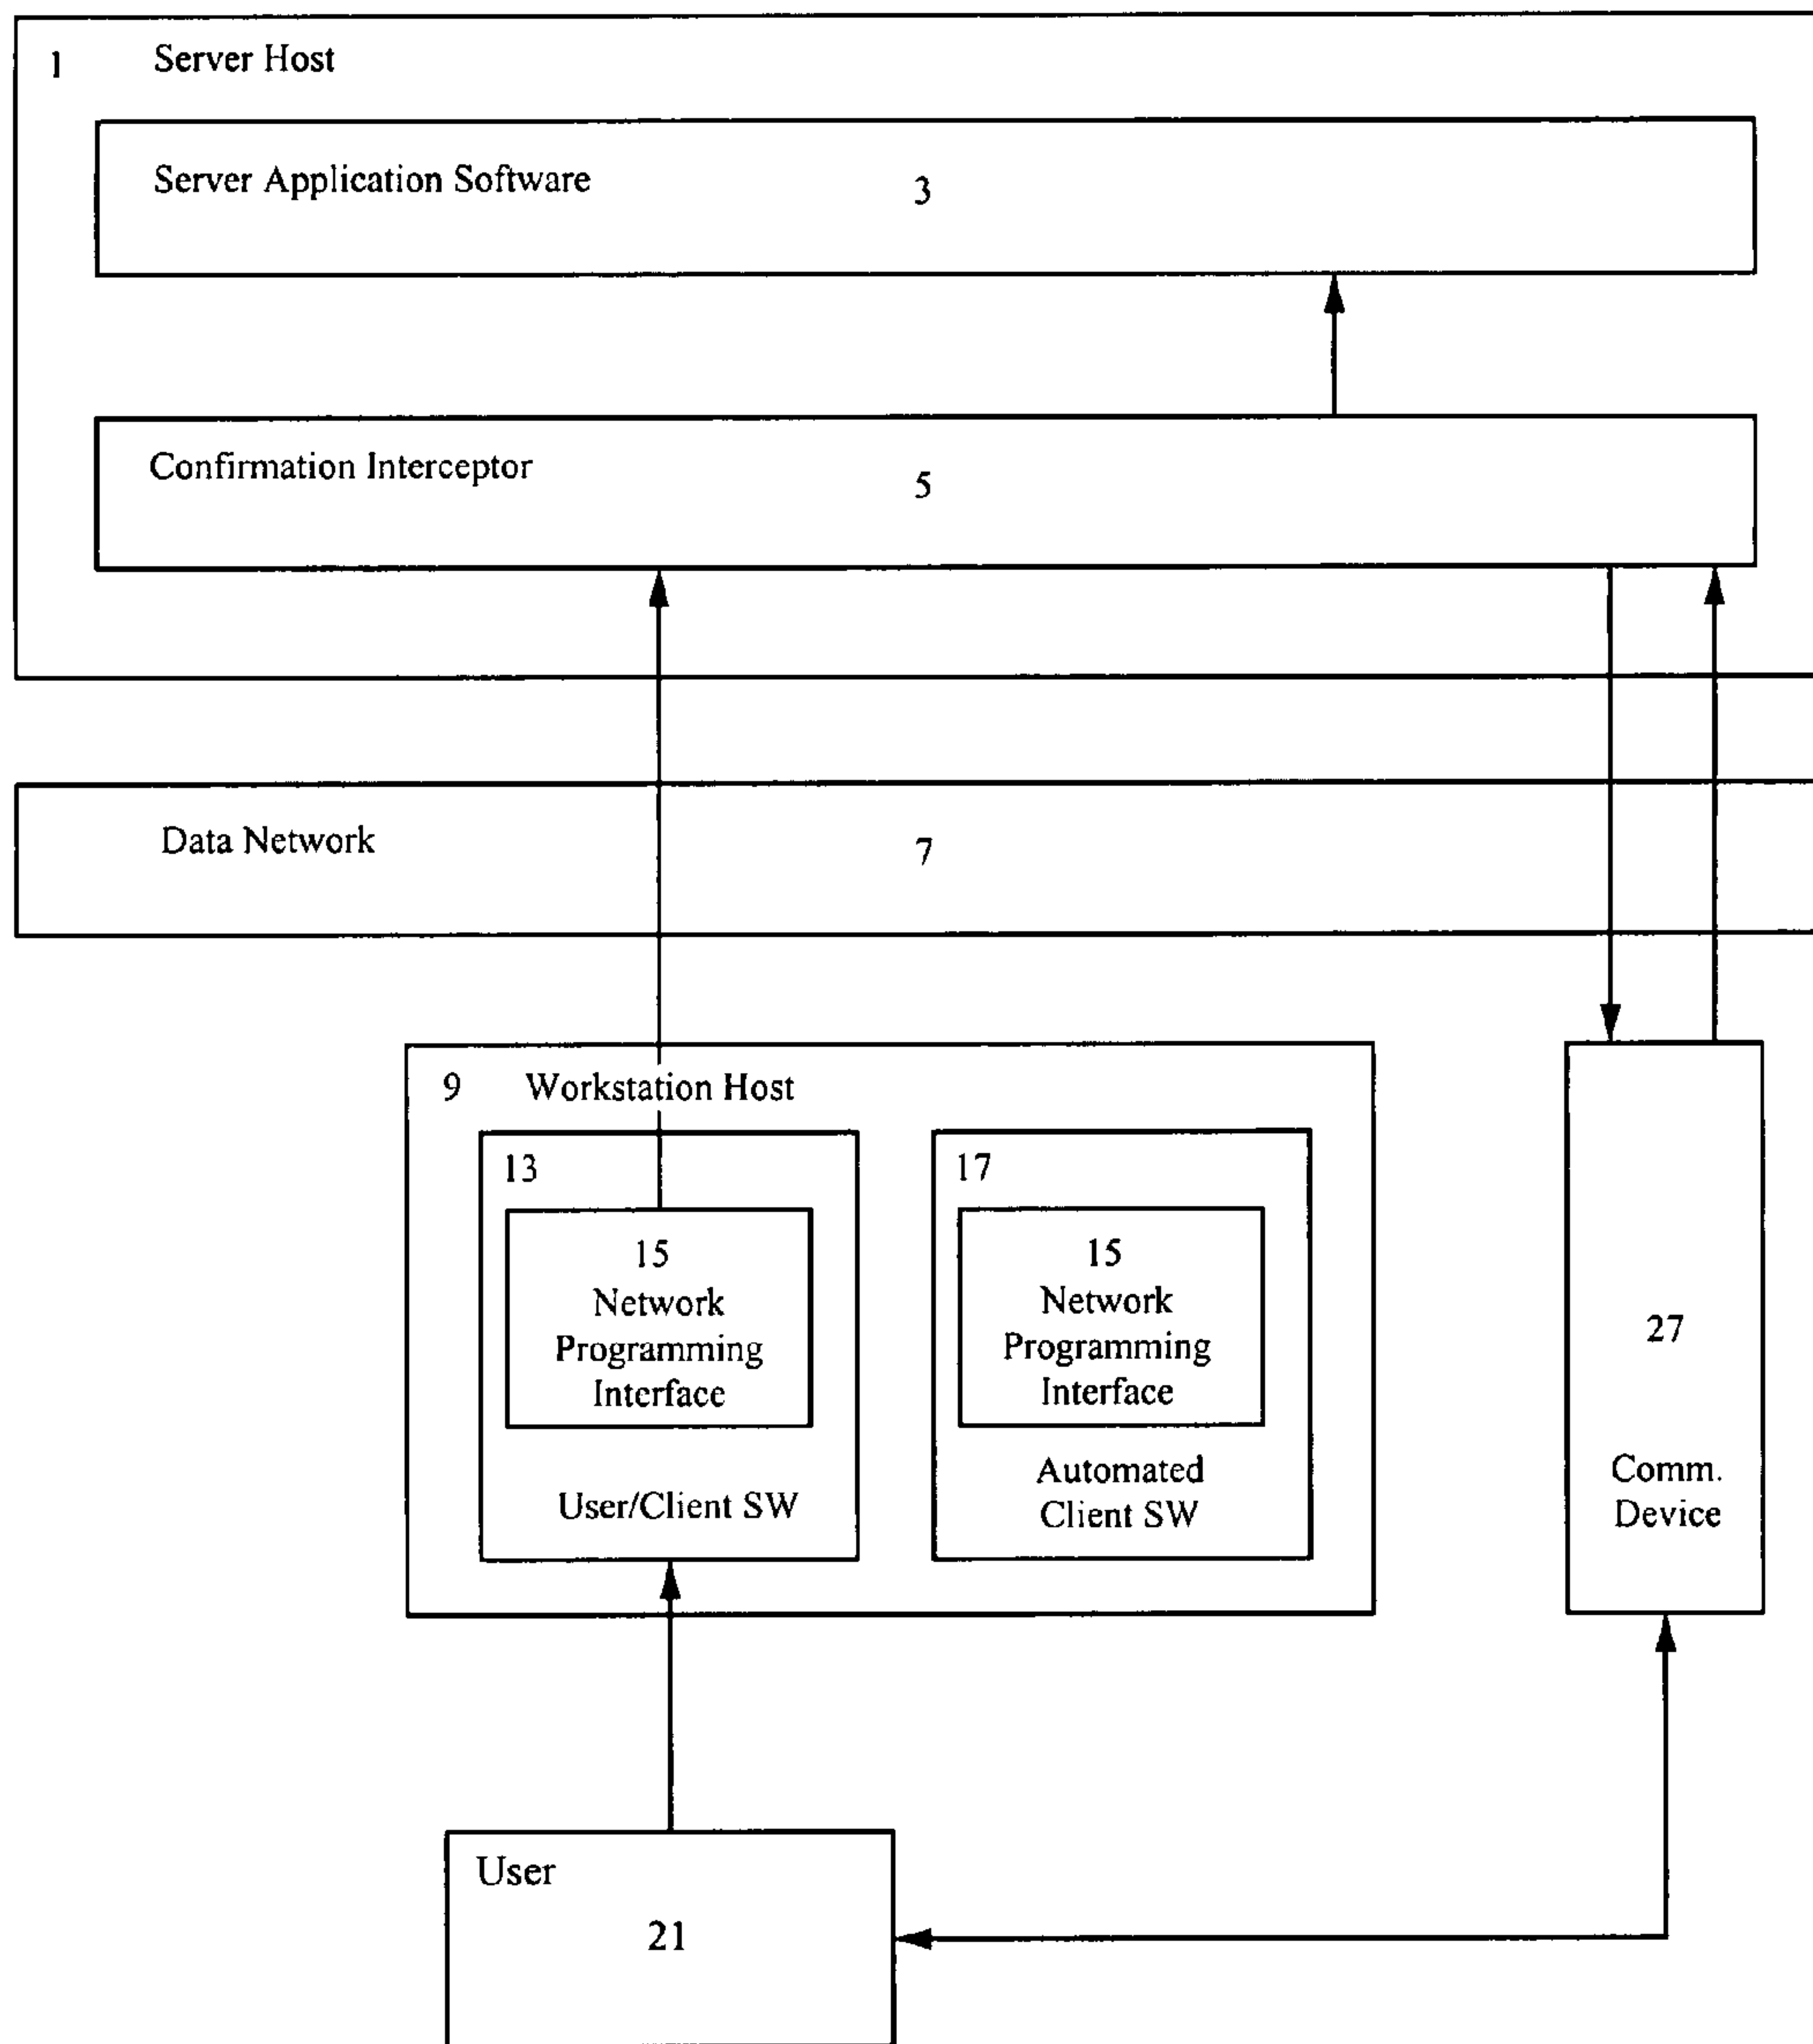 1 Server Host
Server Application Software 3
Confirmation Interceptor 5
Data Network 7
9 Workstation Host
13
15
Network
Programming
Interface
User/Client SW
17
15
Network
Programming
Interface
Automated
Client SW
27
Comm.
Device
User
21